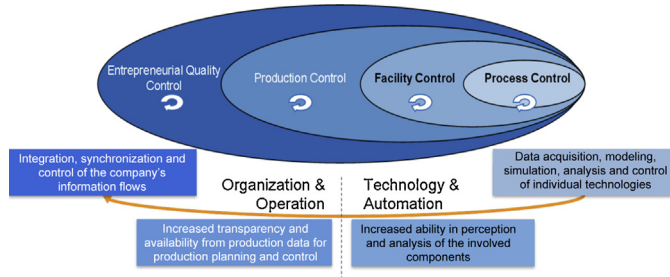 Entrepreneurial Quality
Control
Production Control
Facility Control
Process Control
Integration, synchronization and
control of the company's
information flows
Organization &
Operation
Technology &
Automation
Data acquisition, modeling,
simulation, analysis and control
of individual technologies
Increased transparency and
availability from production data for
production planning and control
Increased ability in perception
and analysis of the involved
components